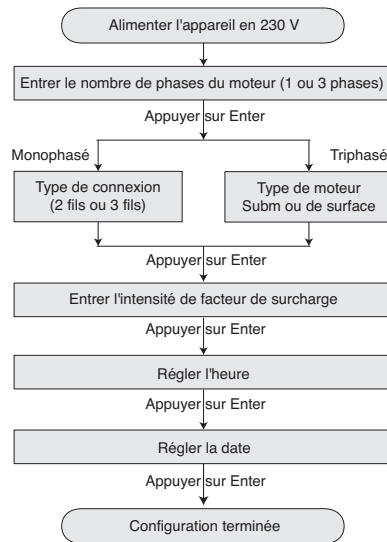 Alimenter l'appareil en 230 V
Entrer le nombre de phases du moteur (1 ou 3 phases)
Appuyer sur Enter
Monophasé
Triphasé
Type de connexion
(2 fils ou 3 fils)
Type de moteur
Subm ou de surface
Appuyer sur Enter
Entrer l'intensité de facteur de surcharge
Appuyer sur Enter
Régler l'heure
Appuyer sur Enter
Régler la date
Appuyer sur Enter
Configuration terminée